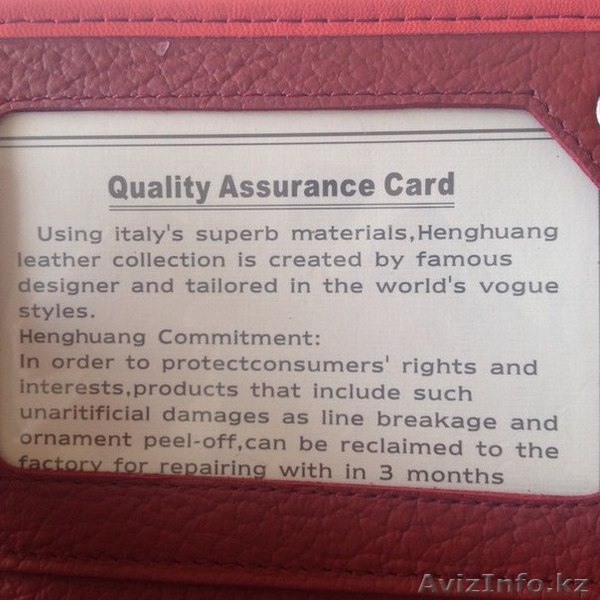 Quality Assurance Card
Using italy's superb materials,Henghuang
leather collection is created by famous
designer and tailored in the world's vogue
styles.
Henghuang Commitment:
In order to protectconsumers' rights and
interests,products that include such
unaritificial damages as line breakage and
ornament peel-off,can be reclaimed to the
factory for repairing with in 3 months
AvizInfo.kz